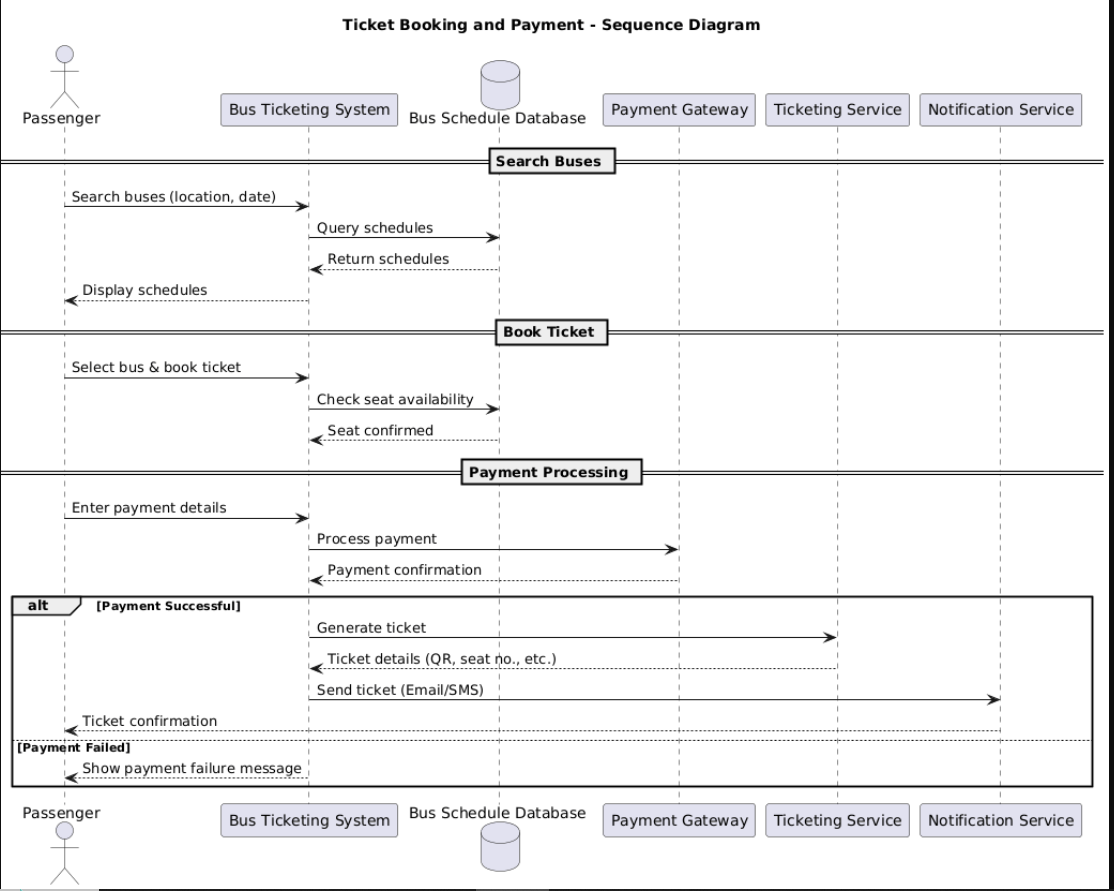 Ticket Booking and Payment - Sequence Diagram
Passenger
Bus Ticketing System
Bus Schedule Database
Payment Gateway
Ticketing Service
Notification Service
Search Buses
Search buses (location, date)
Query schedules
Return schedules
Display schedules
Book Ticket
Select bus & book ticket
Check seat availability
Seat confirmed
Payment Processing
Enter payment details
Process payment
Payment confirmation
alt
[Payment Successful]
Generate ticket
Ticket details (QR, seat no., etc.)
Send ticket (Email/SMS)
Ticket confirmation
[Payment Failed]
Show payment failure message
Passenger
Bus Ticketing System
Bus Schedule Database
Payment Gateway
Ticketing Service
Notification Service